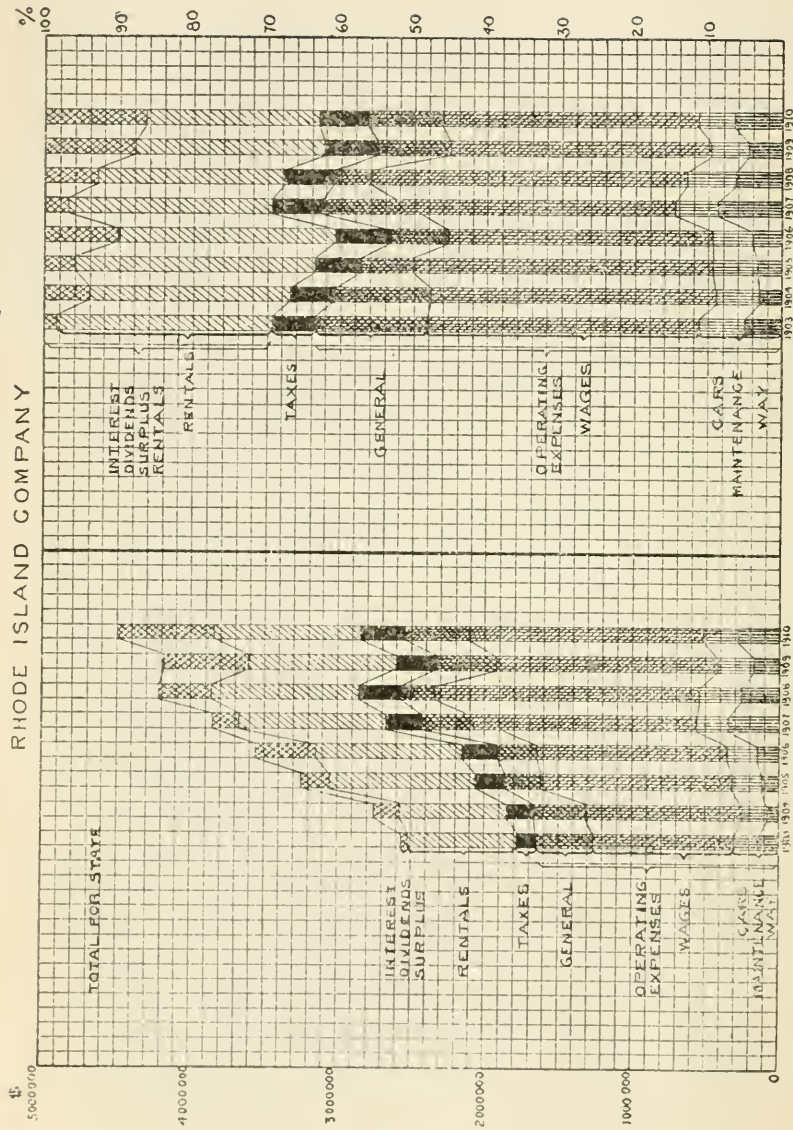 RHODE ISLAND COMPANY
$
5000000
4000000
3000000
2000000
1000000
0
TOTAL FOR STATE
INTEREST
DIVIDENDS
SURPLUS
RENTALS
TAXES
GENERAL
OPERATING
EXPENSES
WAGES
CARS
MAINTENANCE
WAY
1903 1904 1905 1906 1907 1908 1909 1910
INTEREST
DIVIDENDS
SURPLUS
RENTALS
RENTALS
TAXES
GENERAL
OPERATING
EXPENSES
WAGES
CARS
MAINTENANCE
WAY
1903 1904 1905 1906 1907 1908 1909 1910
%
100
90
80
70
60
50
40
30
20
10
0